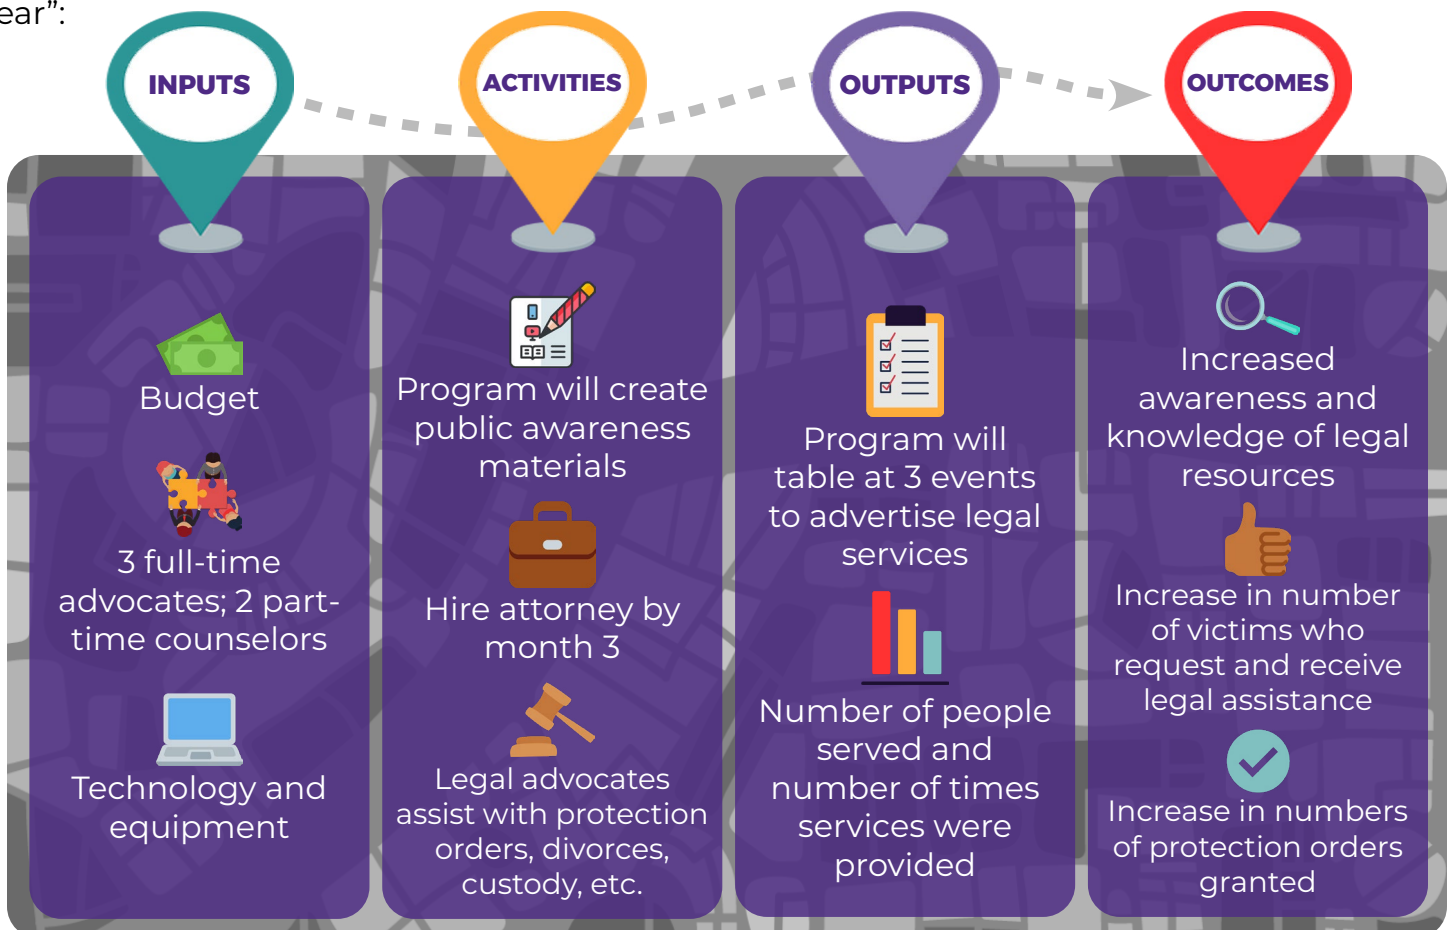 ear”:
INPUTS
ACTIVITIES
OUTPUTS
OUTCOMES
Budget
3 full-time
advocates; 2 part-
time counselors
Technology and
equipment
Program will create
public awareness
materials
Hire attorney by
month 3
Legal advocates
assist with protection
orders, divorces,
custody, etc.
Program will
table at 3 events
to advertise legal
services
Number of people
served and
number of times
services were
provided
Increased
awareness and
knowledge of legal
resources
Increase in number
of victims who
request and receive
legal assistance
Increase in numbers
of protection orders
granted